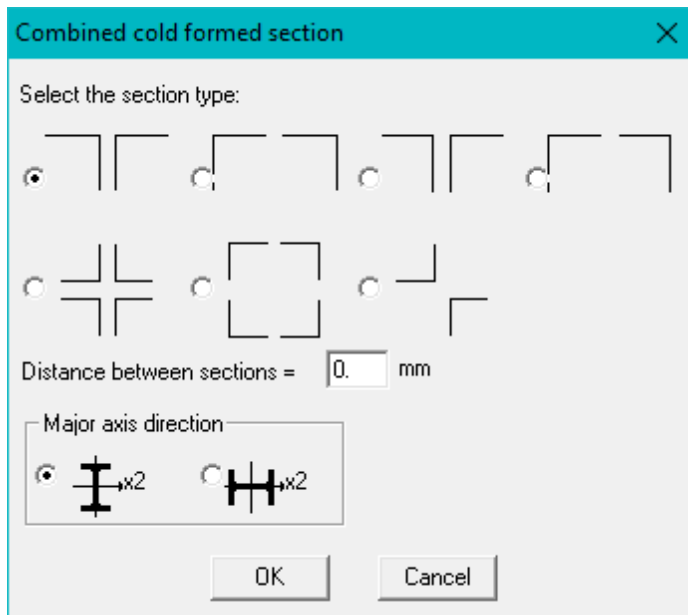 Combined cold formed section
Select the section type:
Distance between sections = 0. mm
Major axis direction
x2 x2
OK Cancel